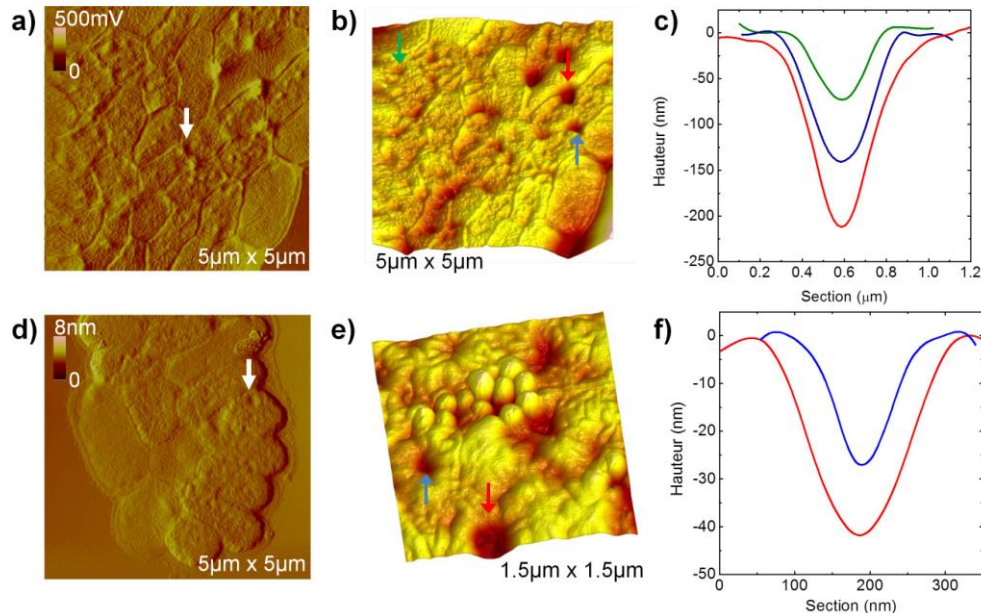 a)
500mV
0
5µm x 5µm
b)
5µm x 5µm
c)
Hauteur (nm)
0
-50
-100
-150
-200
-250
0.0 0.2 0.4 0.6 0.8 1.0 1.2
Section (µm)
d)
8nm
0
5µm x 5µm
e)
1.5µm x 1.5µm
f)
Hauteur (nm)
0
-10
-20
-30
-40
-50
0 100 200 300
Section (nm)